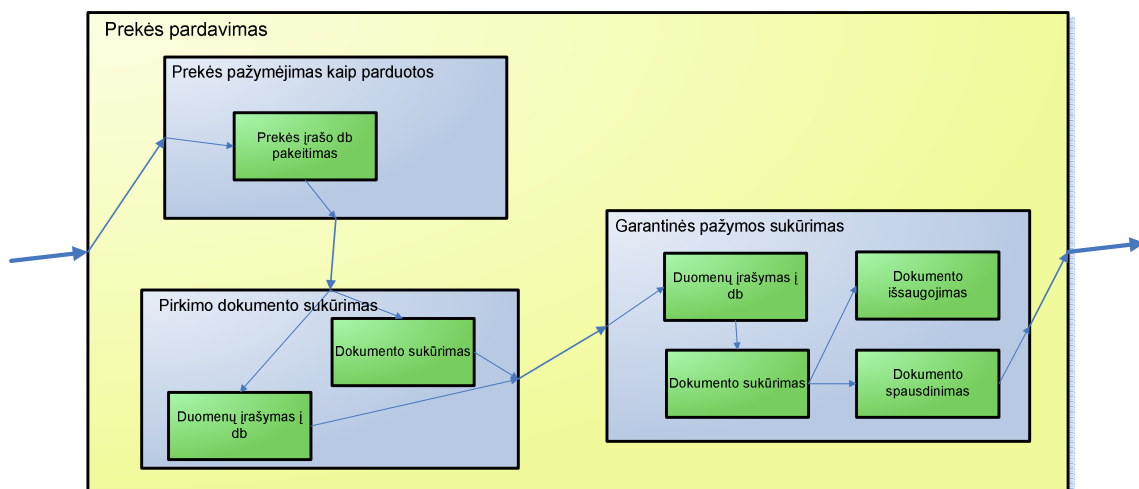 Prekės pardavimas
Prekės pažymėjimas kaip parduotos
Prekės įrašo db
pakeitimas
Pirkimo dokumento sukūrimas
Dokumento sukūrimas
Duomenų įrašymas į
db
Garantinės pažymos sukūrimas
Duomenų įrašymas į
db
Dokumento
išsaugojimas
Dokumento sukūrimas
Dokumento
spausdinimas